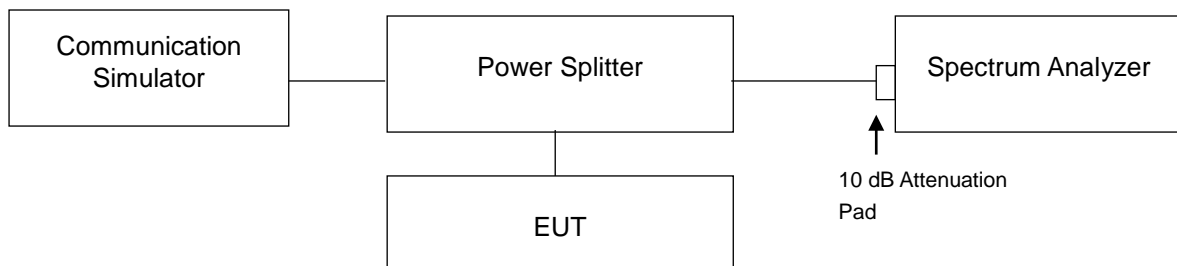 Communication
Simulator
Power Splitter
Spectrum Analyzer
10 dB Attenuation
Pad
EUT